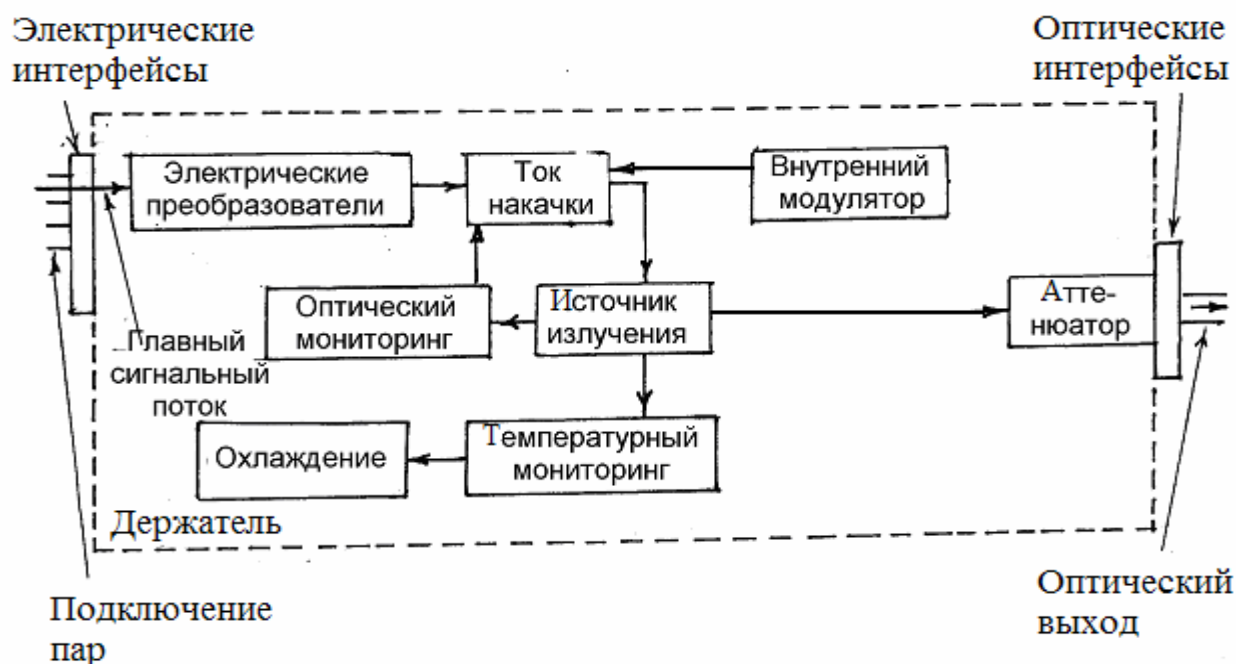 Электрические
интерфейсы
Оптические
интерфейсы
Электрические
преобразователи
Ток
накачки
Внутренний
модулятор
Оптический
мониторинг
Источник
излучения
Атте-
нюатор
Главный
сигнальный
поток
Охлаждение
Температурный
мониторинг
Держатель
Подключение
пар
Оптический
выход